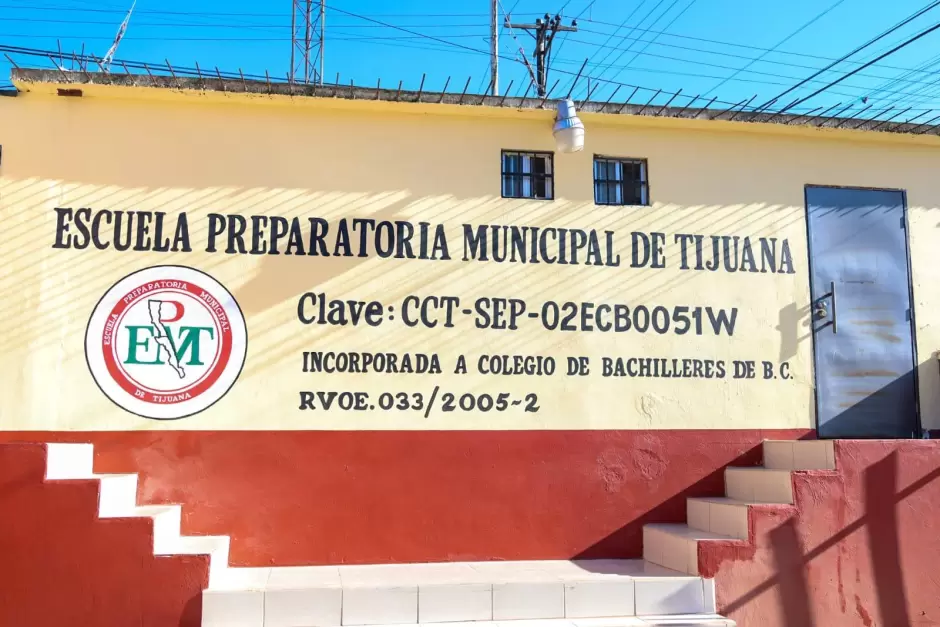 ESCUELA PREPARATORIA MUNICIPAL DE TIJUANA
Clave: CCT-SEP-02ECB0051W
INCORPORADA A COLEGIO DE BACHILLERES DE B.C.
RVOE.033/2005-2
ESCUELA PREPARATORIA MUNICIPAL
EPMT
DE TIJUANA